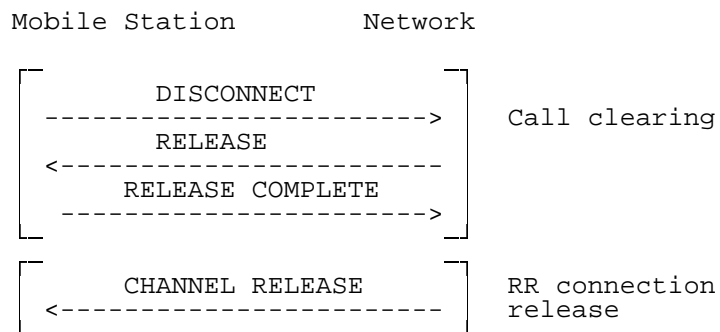 Mobile Station Network
DISCONNECT
------------------------> Call clearing
RELEASE
<------------------------
RELEASE COMPLETE
----------------------->
CHANNEL RELEASE RR connection
<------------------------ release